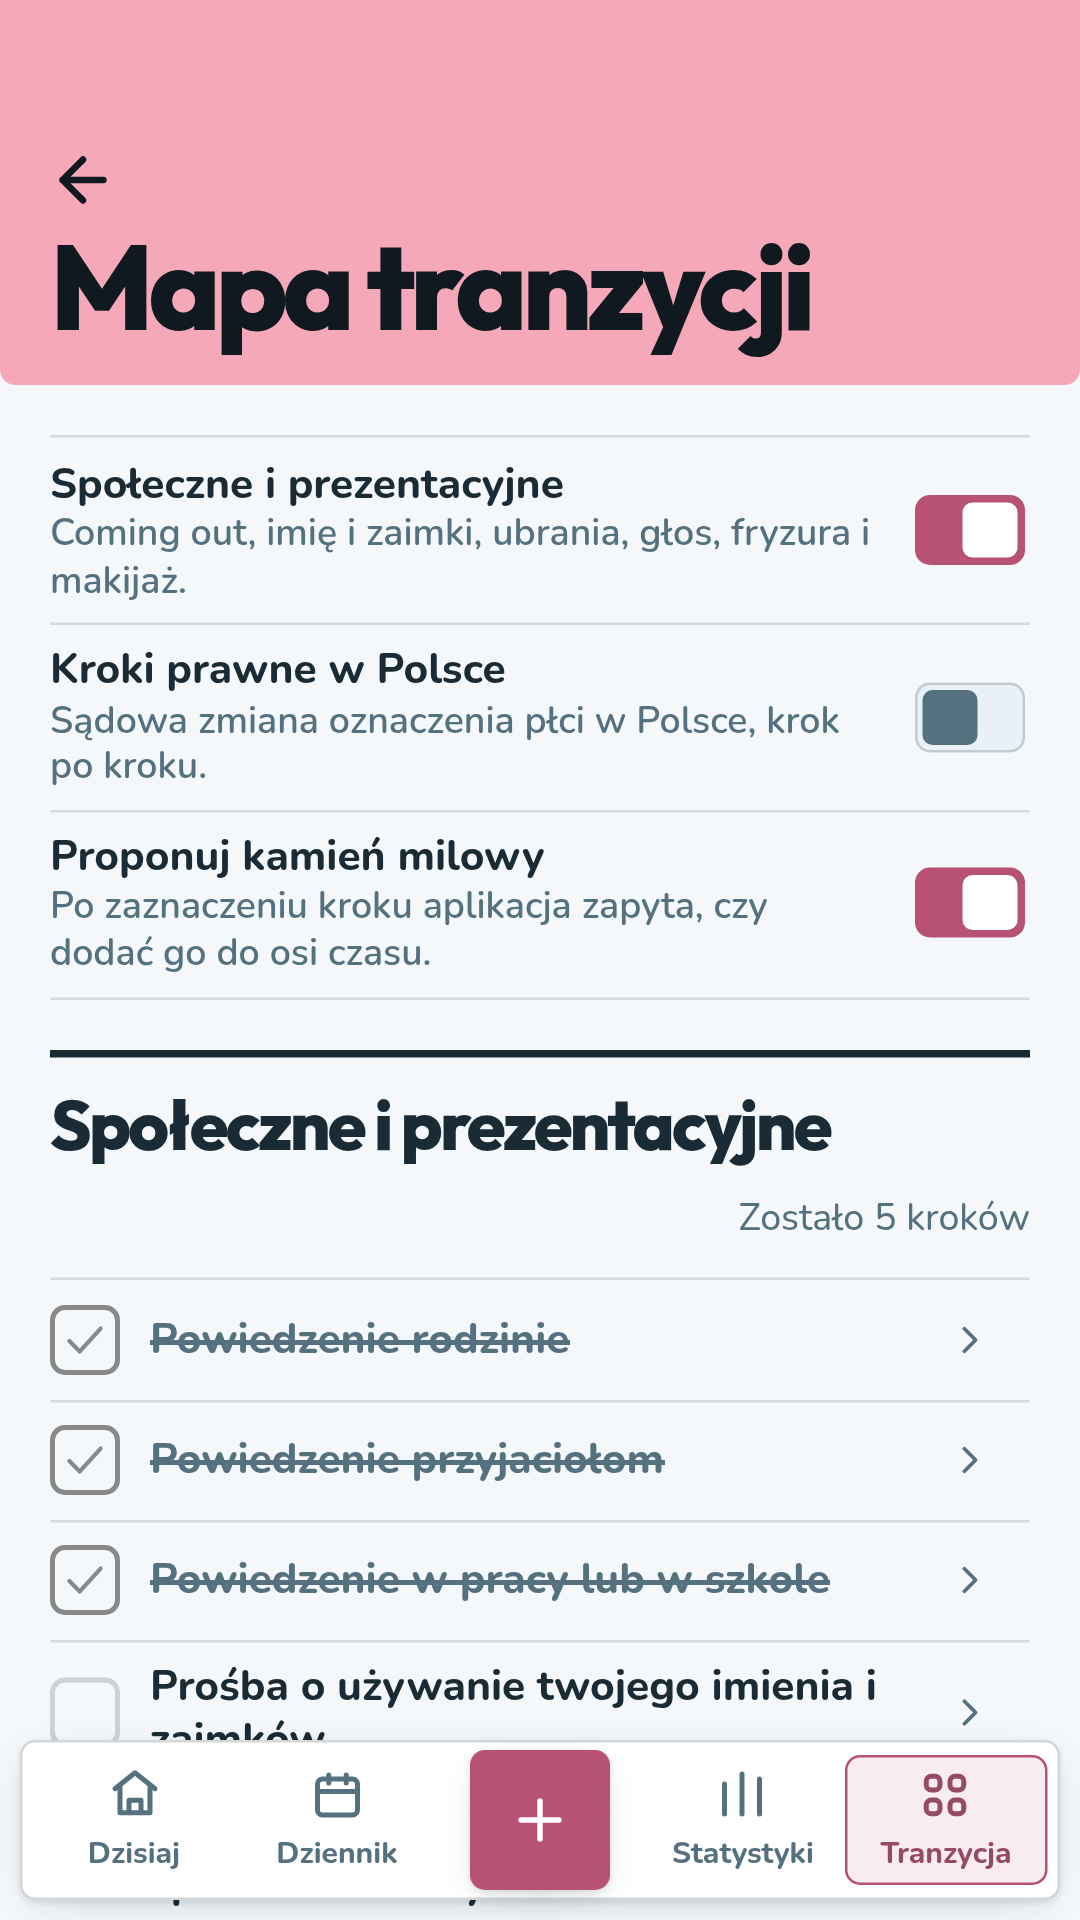 Mapa tranzycji
Społeczne i prezentacyjne
Coming out, imię i zaimki, ubrania, głos, fryzura i
makijaż.
Kroki prawne w Polsce
Sądowa zmiana oznaczenia płci w Polsce, krok
po kroku.
Proponuj kamień milowy
Po zaznaczeniu kroku aplikacja zapyta, czy
dodać go do osi czasu.
Społeczne i prezentacyjne
Zostało 5 kroków
Powiedzenie rodzinie
Powiedzenie przyjaciołom
Powiedzenie w pracy lub w szkole
Prośba o używanie twojego imienia i
zaimków
Dzisiaj
Dziennik
Statystyki
Tranzycja